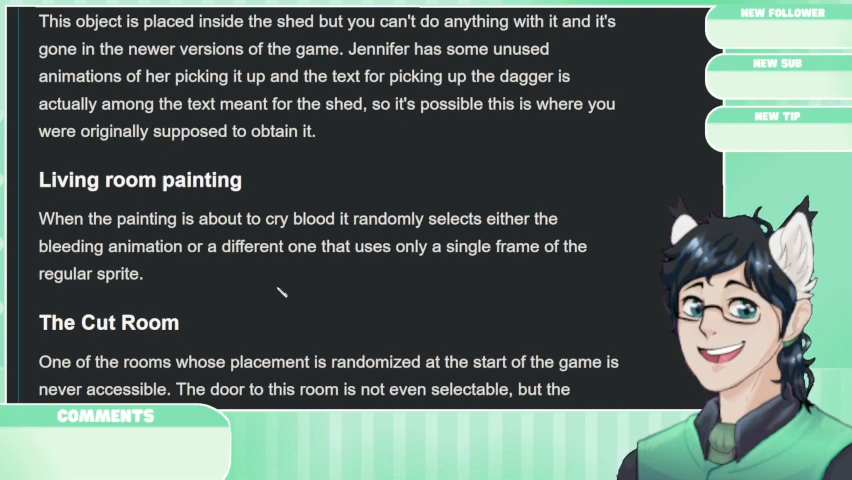 This object is placed inside the shed but you can't do anything with it and it's
gone in the newer versions of the game. Jennifer has some unused
animations of her picking it up and the text for picking up the dagger is
actually among the text meant for the shed, so it's possible this is where you
were originally supposed to obtain it.
Living room painting
When the painting is about to cry blood it randomly selects either the
bleeding animation or a different one that uses only a single frame of the
regular sprite.
The Cut Room
One of the rooms whose placement is randomized at the start of the game is
never accessible. The door to this room is not even selectable, but the
NEW FOLLOWER
NEW SUB
NEW TIP
COMMENTS